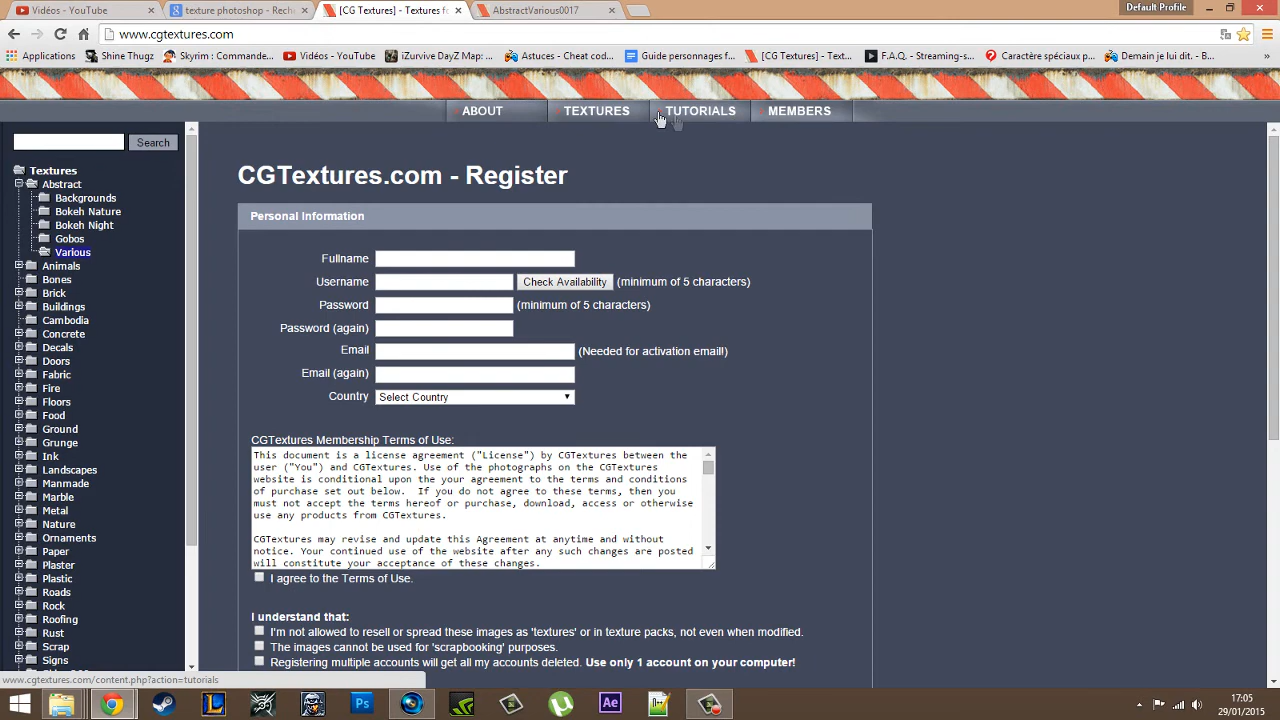 Vidéos - YouTube
texture photoshop - Rech
[CG Textures] - Textures fo
AbstractVarious0017
Default Profile
www.cgtextures.com
Applications
Shine Thugz
Skyrim : Commande...
Vidéos - YouTube
iZurvive DayZ Map: ...
Astuces - Cheat cod...
Guide personnages f...
[CG Textures] - Text...
F.A.Q. - Streaming-s...
Caractère spéciaux p...
Demain je lui dit. - B...
»
ABOUT
TEXTURES
TUTORIALS
MEMBERS
Search
Textures
Abstract
Backgrounds
Bokeh Nature
Bokeh Night
Gobos
Various
Animals
Bones
Brick
Buildings
Cambodia
Concrete
Decals
Doors
Fabric
Fire
Floors
Food
Ground
Grunge
Ink
Landscapes
Manmade
Marble
Metal
Nature
Ornaments
Paper
Plaster
Plastic
Roads
Rock
Roofing
Rust
Scrap
Signs
CGTextures.com - Register
Personal Information
Fullname
Username Check Availability (minimum of 5 characters)
Password (minimum of 5 characters)
Password (again)
Email (Needed for activation email!)
Email (again)
Country Select Country
CGTextures Membership Terms of Use:
This document is a license agreement ("License") by CGTextures between the
user ("You") and CGTextures. Use of the photographs on the CGTextures
website is conditional upon the your agreement to the terms and conditions
of purchase set out below. If you do not agree to these terms, then you
must not accept the terms hereof or purchase, download, access or otherwise
use any products from CGTextures.
CGTextures may revise and update this Agreement at anytime and without
notice. Your continued use of the website after any such changes are posted
will constitute your acceptance of these changes.
I agree to the Terms of Use.
I understand that:
I'm not allowed to resell or spread these images as 'textures' or in texture packs, not even when modified.
The images cannot be used for 'scrapbooking' purposes.
Registering multiple accounts will get all my accounts deleted. Use only 1 account on your computer!
www.cgtextures.com/content.php?action=tutorials
Ps
Ae
17:05
29/01/2015